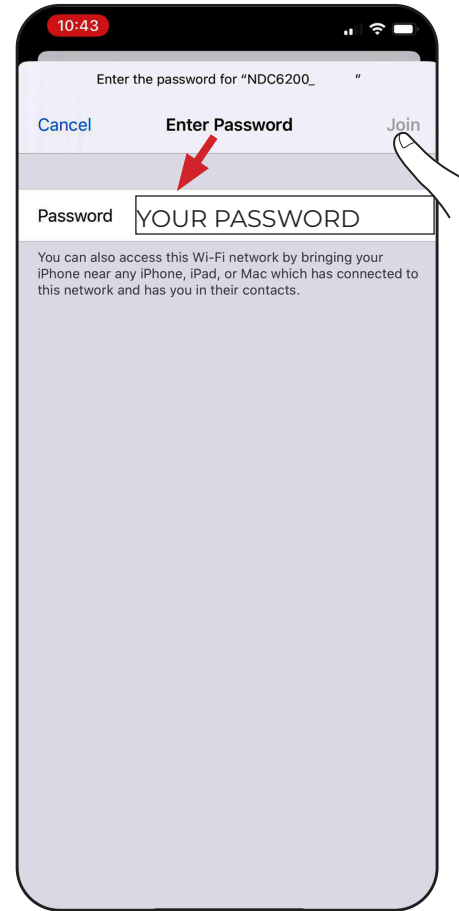 10:43
Enter the password for “NDC6200_ ”
Cancel Enter Password Join
Password YOUR PASSWORD
You can also access this Wi-Fi network by bringing your
iPhone near any iPhone, iPad, or Mac which has connected to
this network and has you in their contacts.